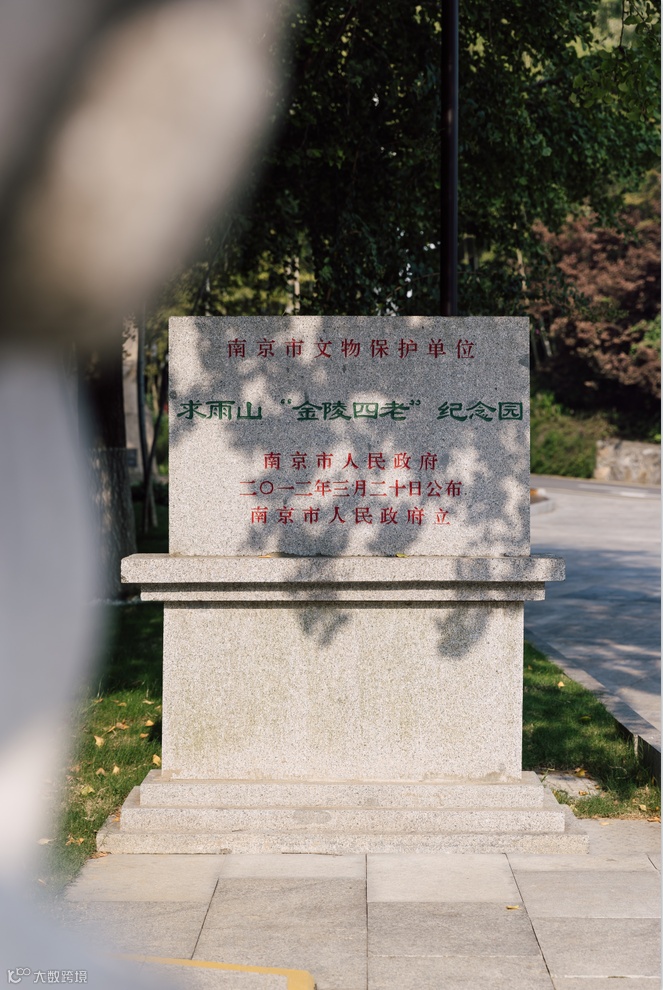 南京市文物保护单位
求雨山“金陵四老”纪念园
南京市人民政府
二〇一二年三月二十日公布
南京市人民政府立
大数跨境